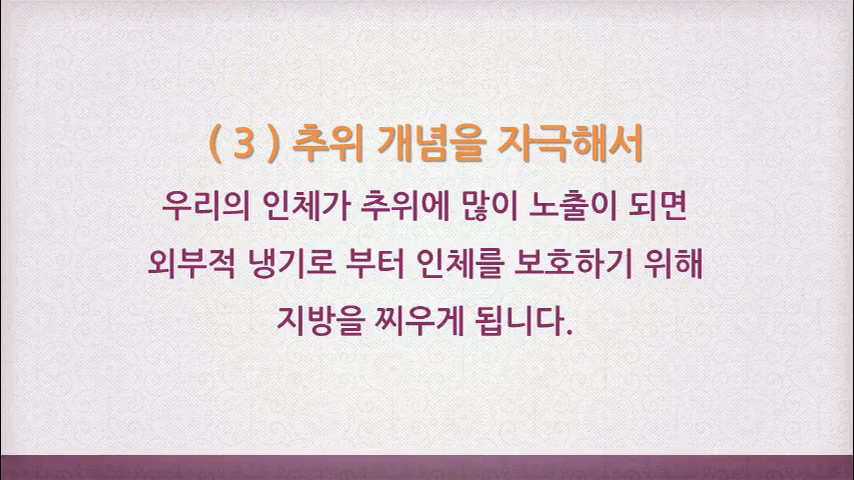 ( 3 ) 추위 개념을 자극해서
우리의 인체가 추위에 많이 노출이 되면
외부적 냉기로 부터 인체를 보호하기 위해
지방을 찌우게 됩니다.